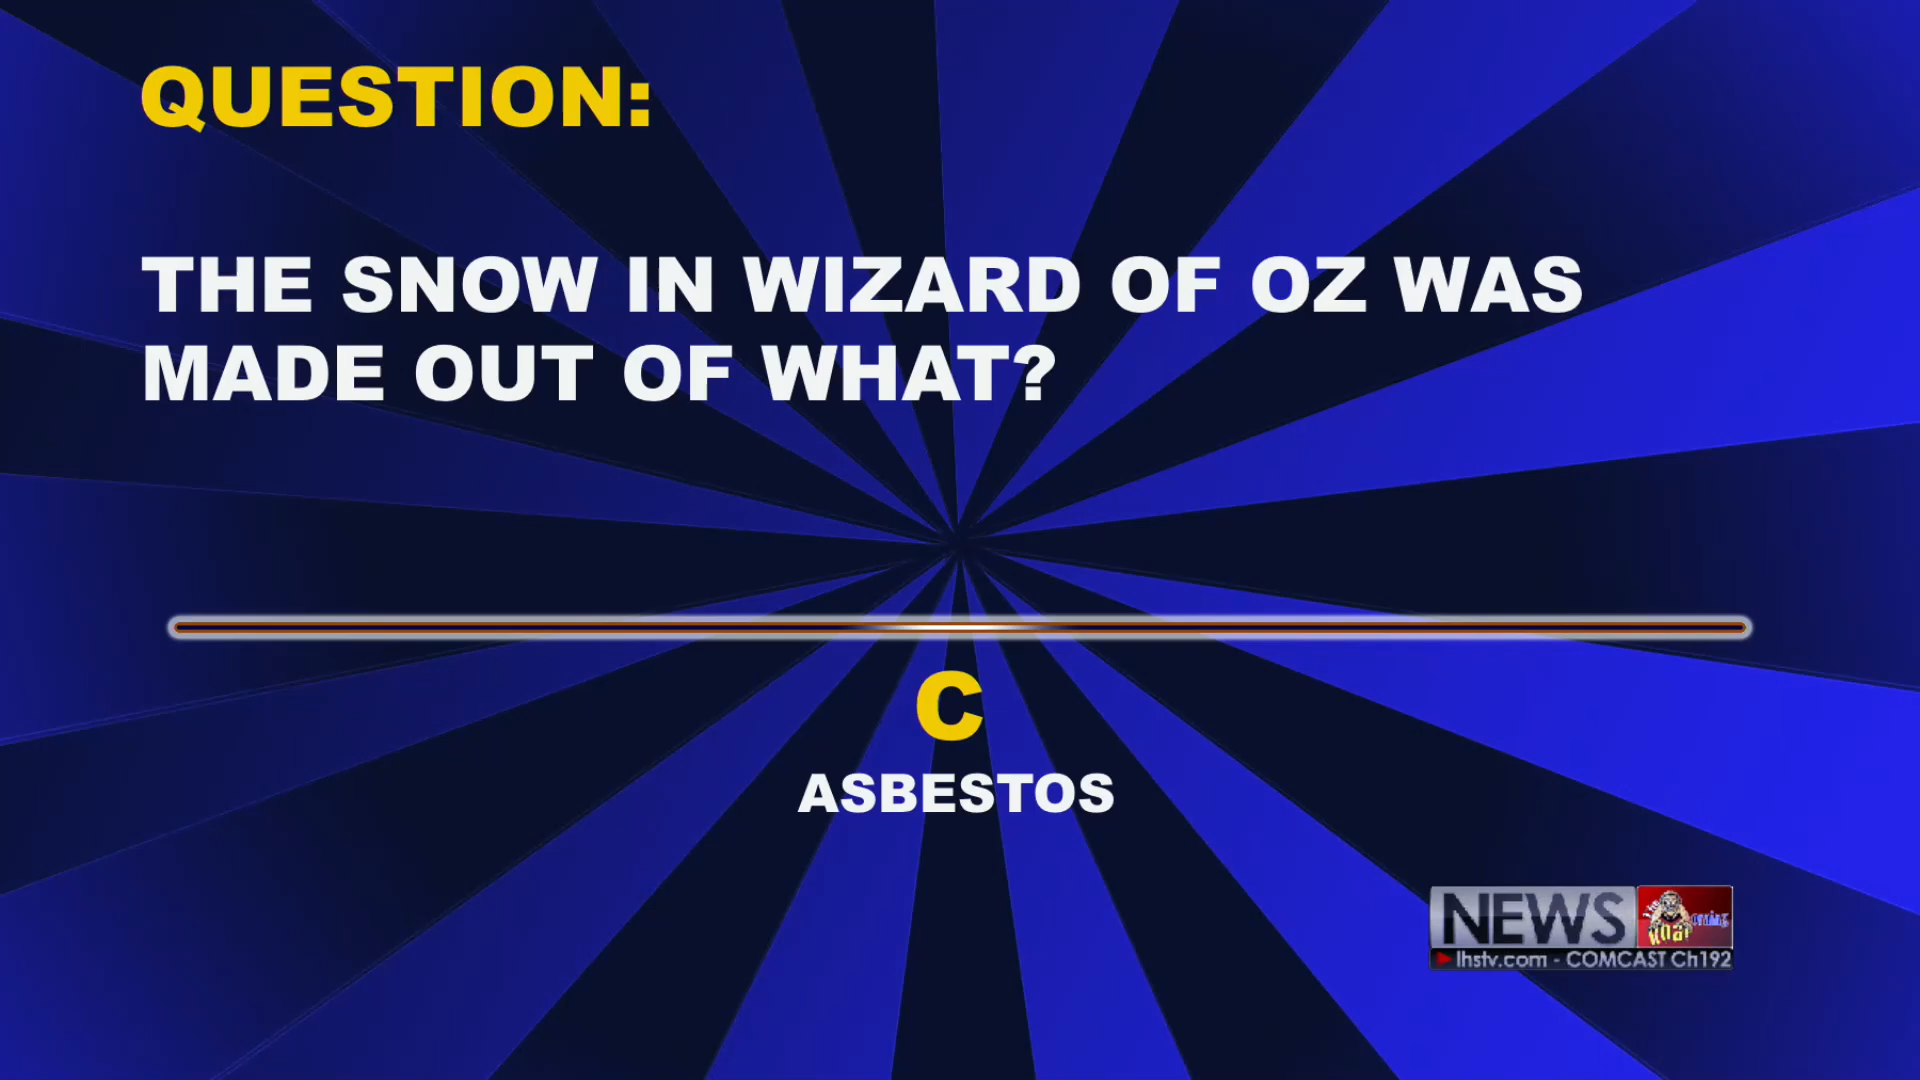 QUESTION:
THE SNOW IN WIZARD OF OZ WAS
MADE OUT OF WHAT?
C
ASBESTOS
NEWS
lhstv.com - COMCAST Ch192